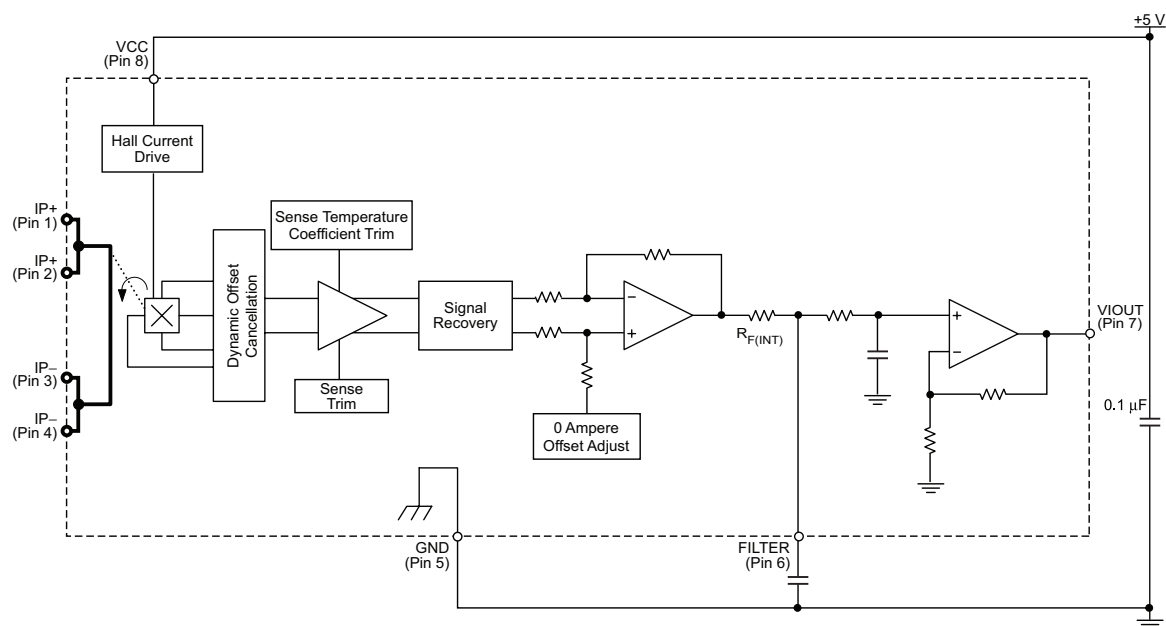 +5 V
VCC
(Pin 8)
Hall Current
Drive
IP+
(Pin 1)
IP+
(Pin 2)
IP−
(Pin 3)
IP−
(Pin 4)
Dynamic Offset
Cancellation
Sense Temperature
Coefficient Trim
Sense
Trim
Signal
Recovery
−
+
0 Ampere
Offset Adjust
RF(INT)
+
−
VIOUT
(Pin 7)
0.1 μF
GND
(Pin 5)
FILTER
(Pin 6)